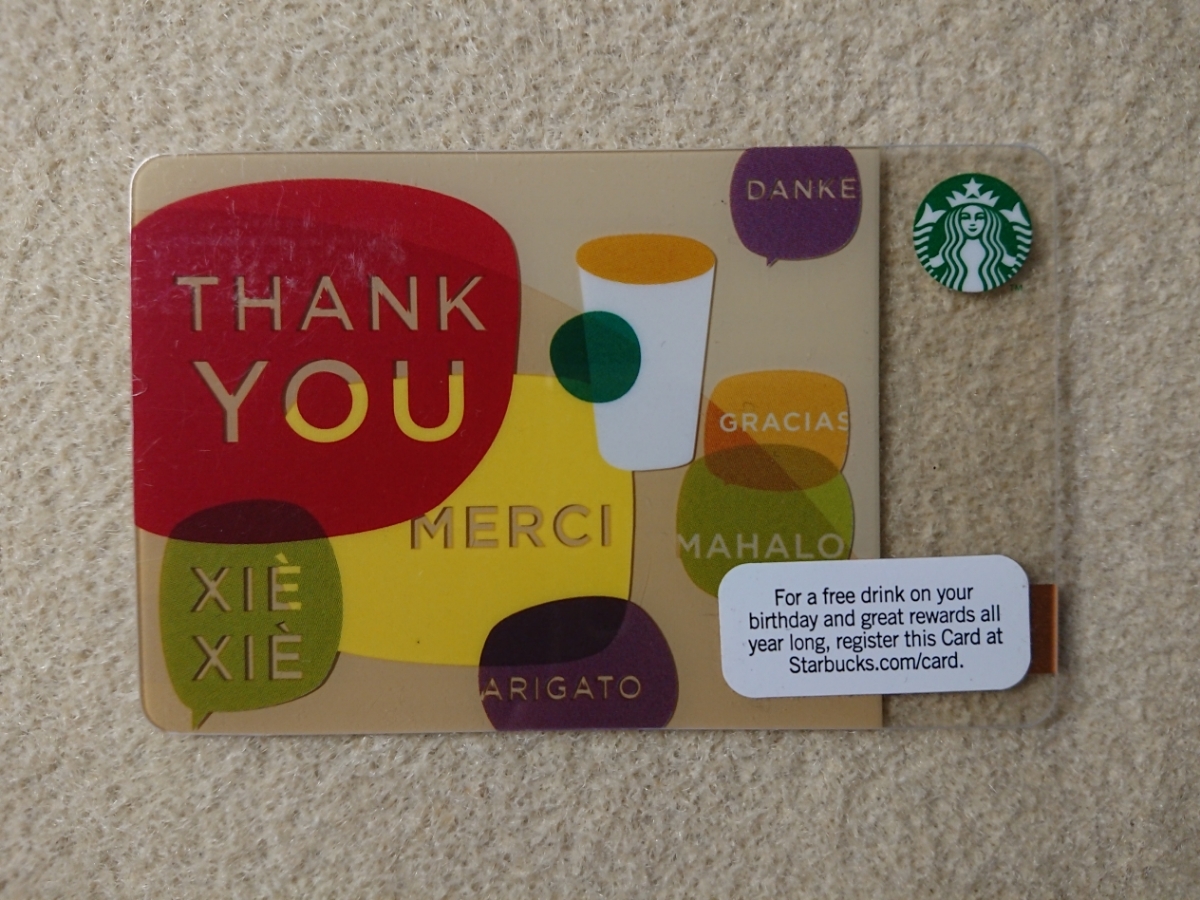 DANKE
THANK
YOU
GRACIAS
MERCI
MAHALO
XIÈ
XIÈ
ARIGATO
For a free drink on your
birthday and great rewards all
year long, register this Card at
Starbucks.com/card.